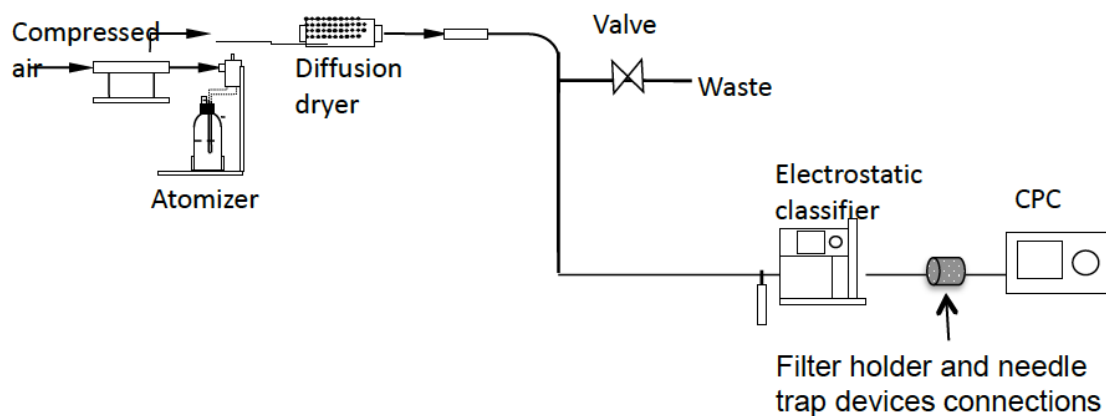 Compressed
air
Atomizer
Diffusion
dryer
Valve
Waste
Electrostatic
classifier
CPC
Filter holder and needle
trap devices connections